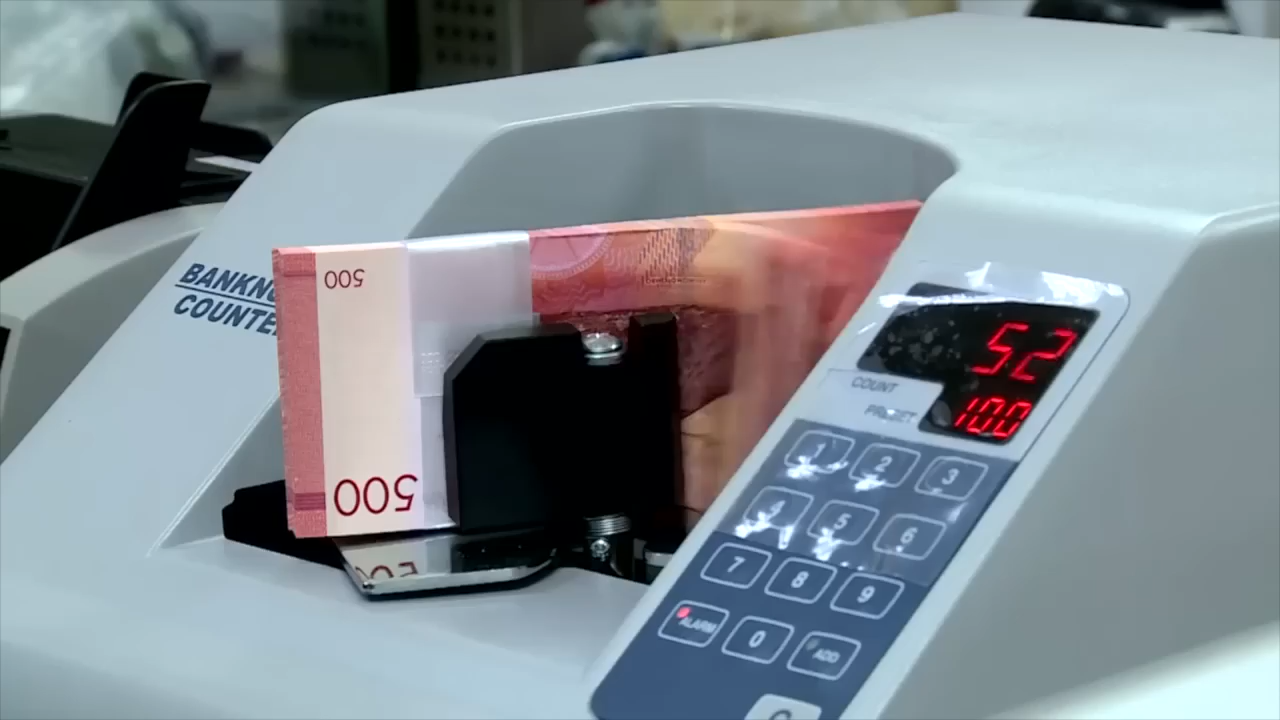 BANKN
COUNTE
500
500
52
100
COUNT
PRESET
1 2 3
4 5 6
7 8 9
ALARM 0 ADD